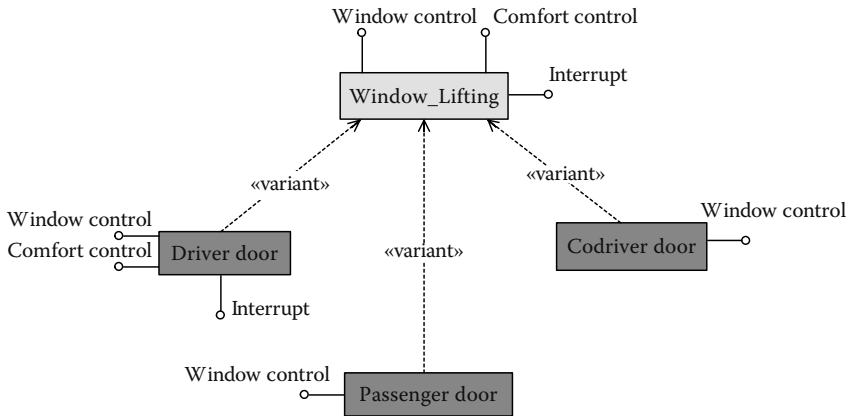 Window control
Comfort control
Interrupt
Window_Lifting
«variant»
«variant»
Window control
Window control
Comfort control
Driver door
Codriver door
«variant»
Interrupt
Window control
Passenger door